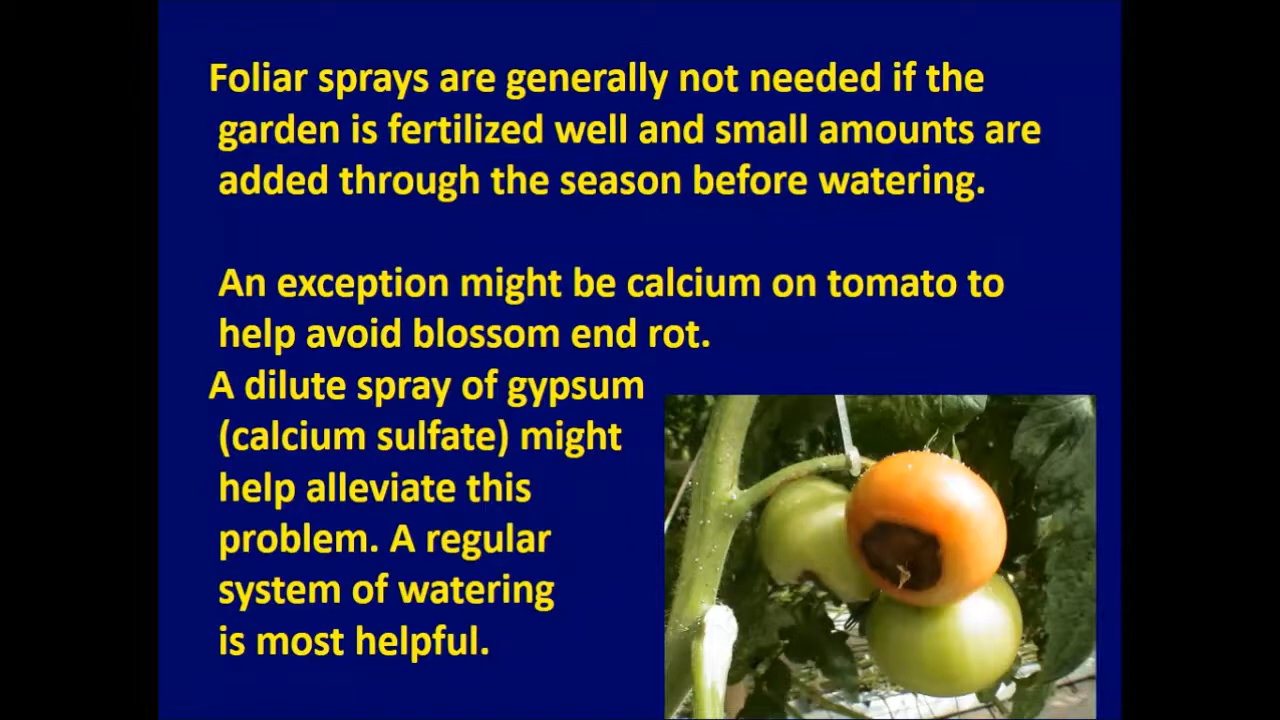 Foliar sprays are generally not needed if the
garden is fertilized well and small amounts are
added through the season before watering.
An exception might be calcium on tomato to
help avoid blossom end rot.
A dilute spray of gypsum
(calcium sulfate) might
help alleviate this
problem. A regular
system of watering
is most helpful.